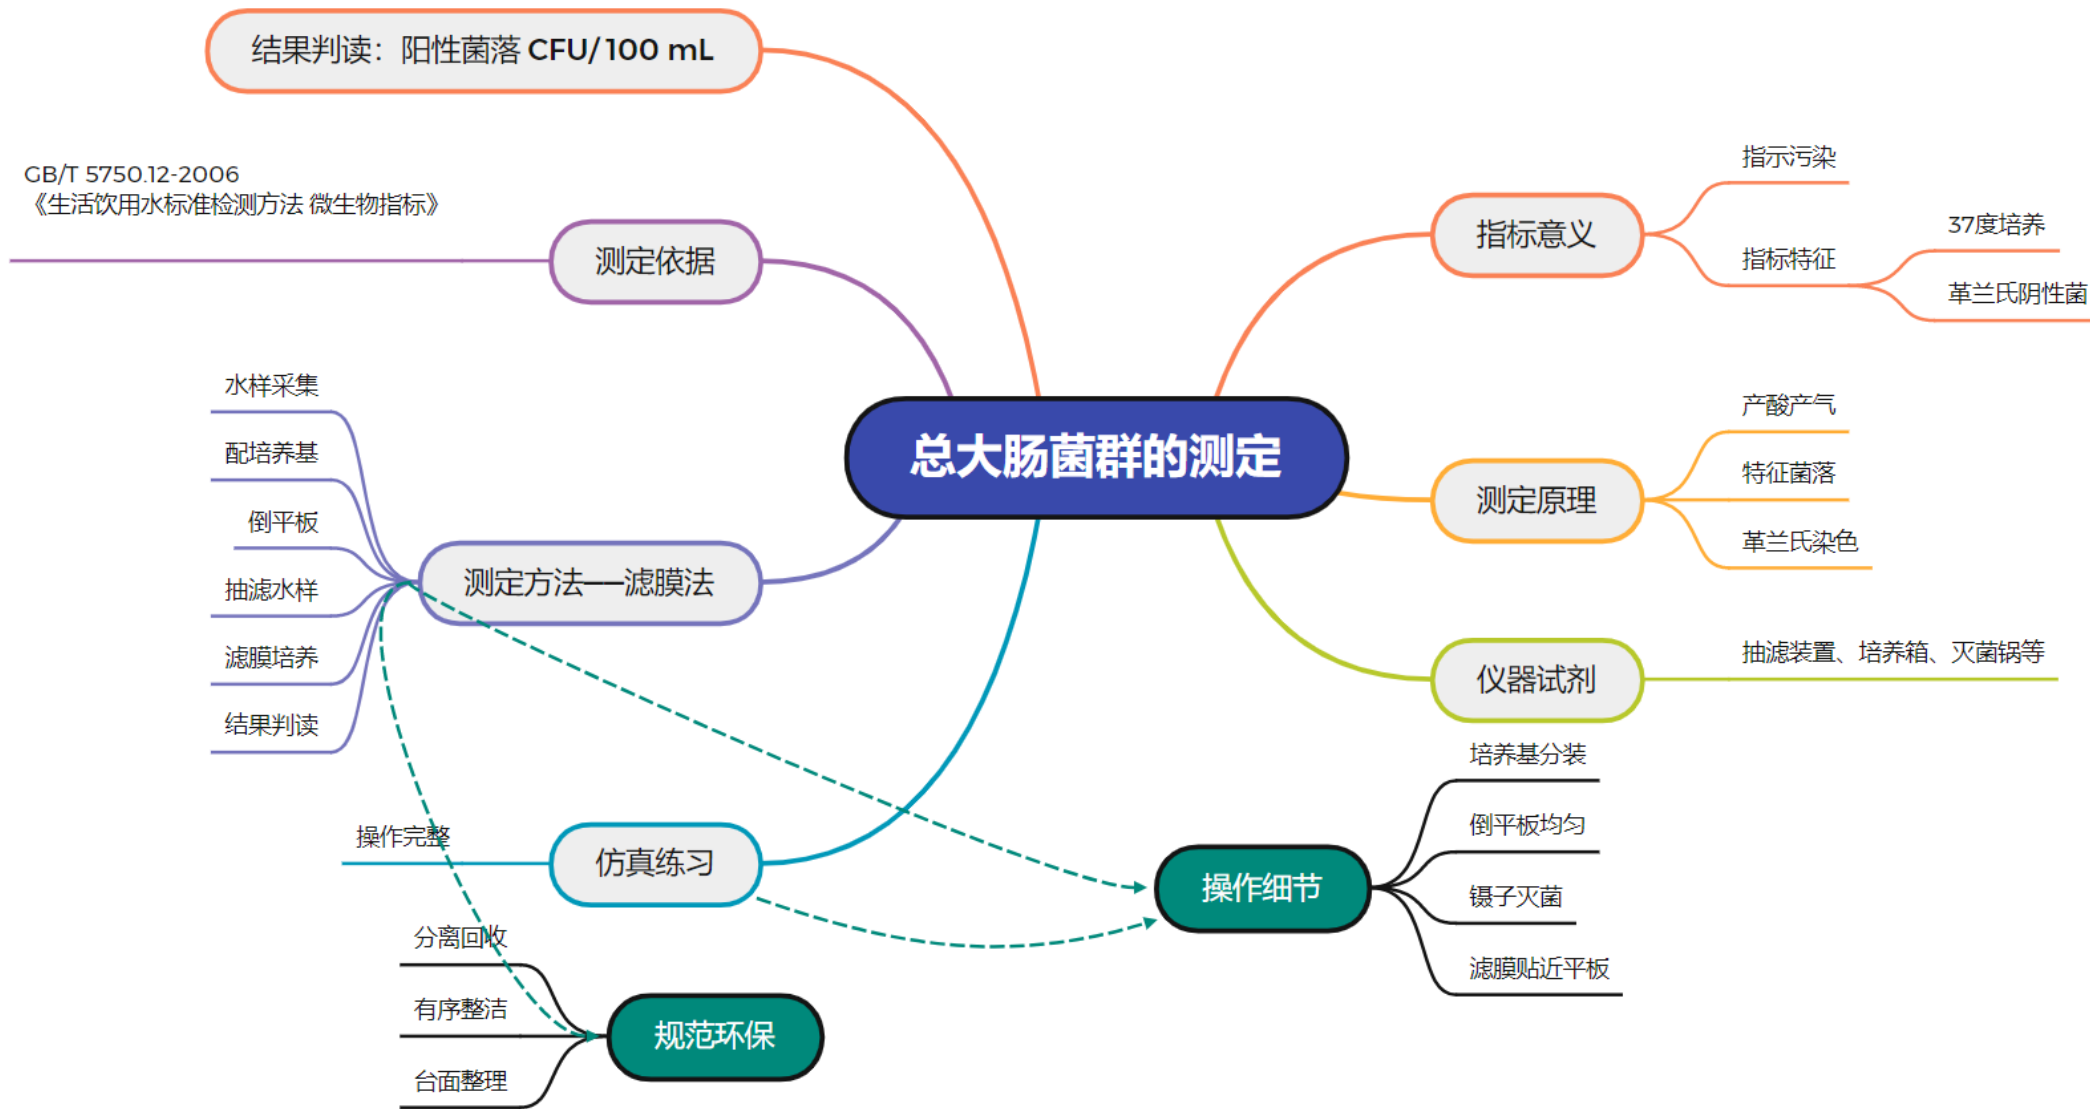 结果判读：阳性菌落 CFU/ 100 mL
GB/T 5750.12-2006
《生活饮用水标准检测方法 微生物指标》
测定依据
水样采集
配培养基
倒平板
抽滤水样
滤膜培养
结果判读
测定方法——滤膜法
操作完整
仿真练习
分离回收
有序整洁
台面整理
规范环保
总大肠菌群的测定
指标意义
指示污染
指标特征
37度培养
革兰氏阴性菌
测定原理
产酸产气
特征菌落
革兰氏染色
仪器试剂
抽滤装置、培养箱、灭菌锅等
操作细节
培养基分装
倒平板均匀
镊子灭菌
滤膜贴近平板